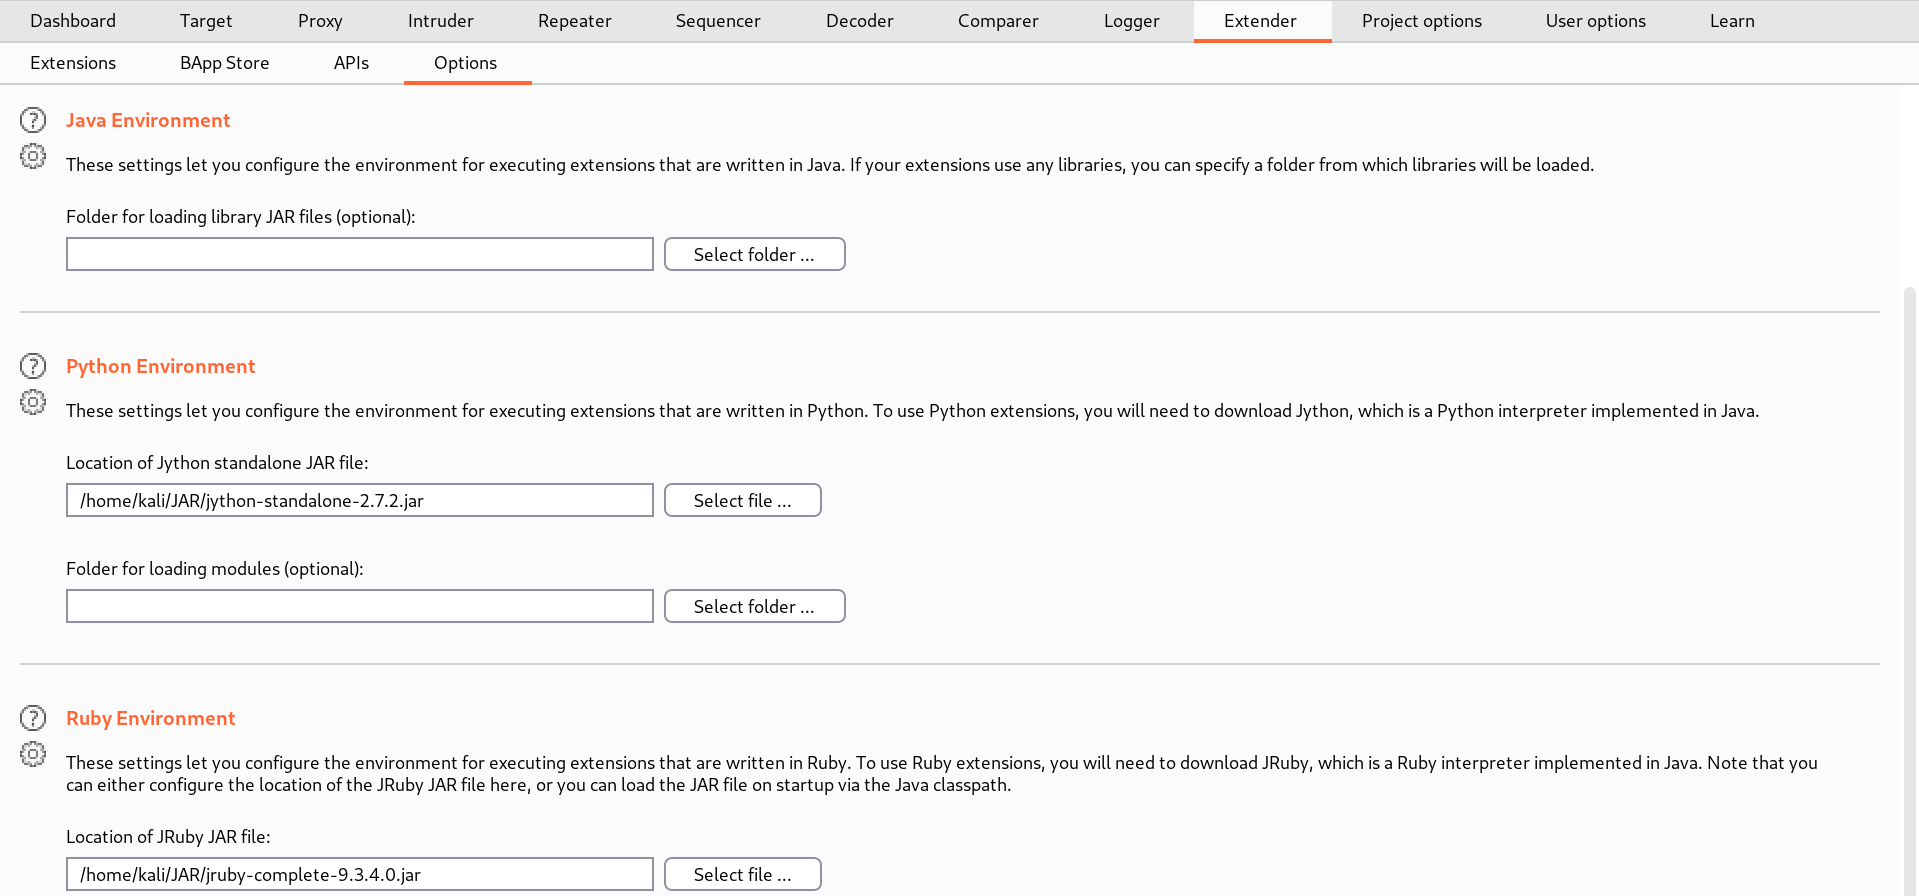 Dashboard Target Proxy Intruder Repeater Sequencer Decoder Comparer Logger Extender Project options User options Learn
Extensions BApp Store APIs Options
? Java Environment
These settings let you configure the environment for executing extensions that are written in Java. If your extensions use any libraries, you can specify a folder from which libraries will be loaded.
Folder for loading library JAR files (optional):
Select folder ...
? Python Environment
These settings let you configure the environment for executing extensions that are written in Python. To use Python extensions, you will need to download Jython, which is a Python interpreter implemented in Java.
Location of Jython standalone JAR file:
/home/kali/JAR/jython-standalone-2.7.2.jar Select file ...
Folder for loading modules (optional):
Select folder ...
? Ruby Environment
These settings let you configure the environment for executing extensions that are written in Ruby. To use Ruby extensions, you will need to download JRuby, which is a Ruby interpreter implemented in Java. Note that you
can either configure the location of the JRuby JAR file here, or you can load the JAR file on startup via the Java classpath.
Location of JRuby JAR file:
/home/kali/JAR/jruby-complete-9.3.4.0.jar Select file ...